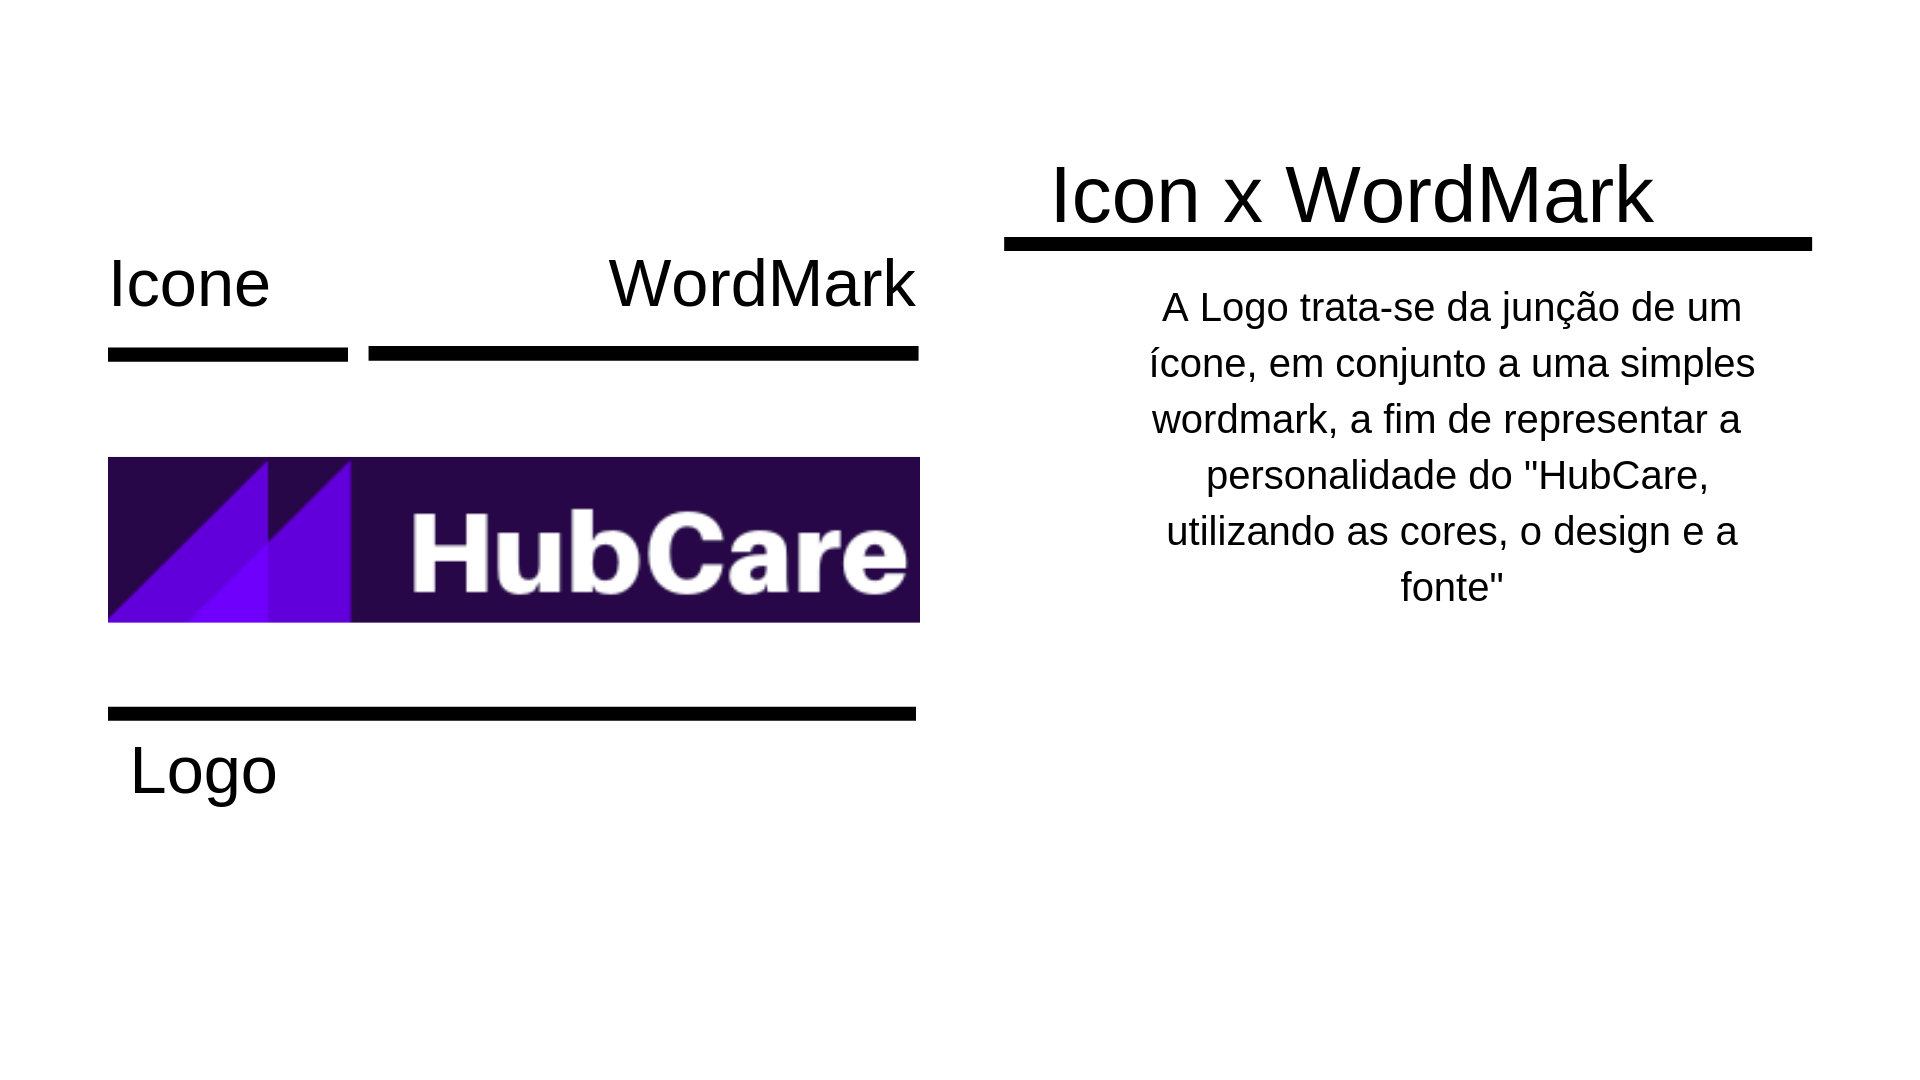 Icone
WordMark
HubCare
Logo
Icon x WordMark
A Logo trata-se da junção de um
ícone, em conjunto a uma simples
wordmark, a fim de representar a
personalidade do "HubCare,
utilizando as cores, o design e a
fonte"